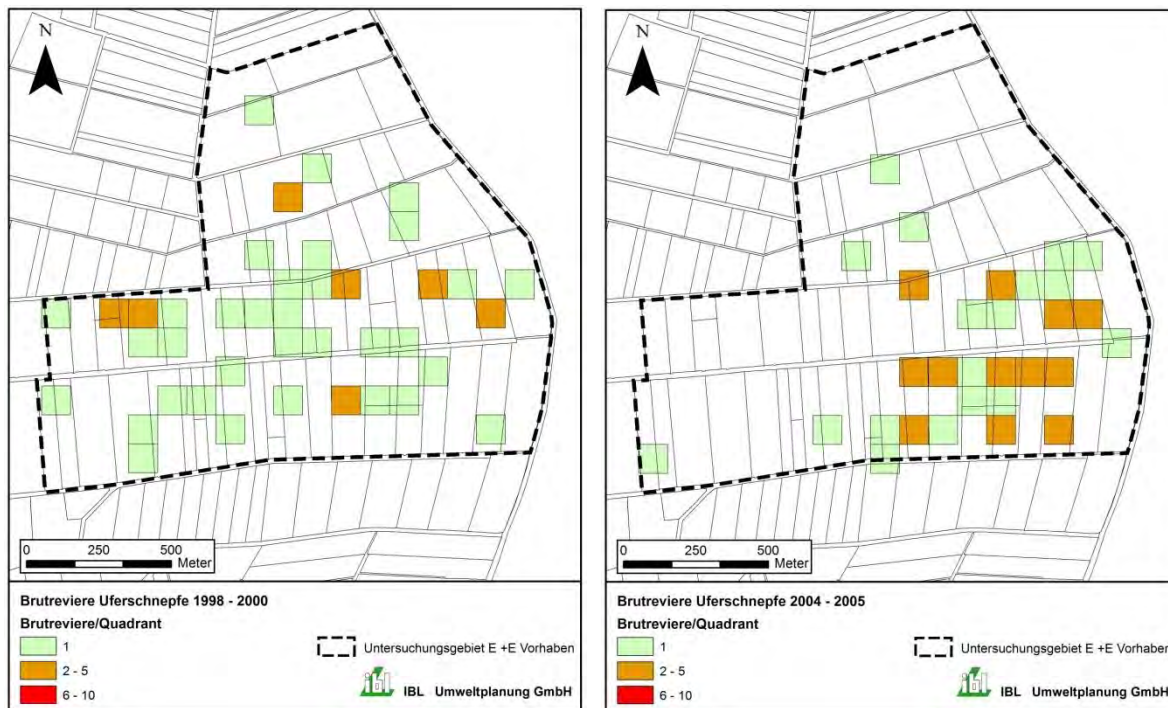 N
0 250 500
Meter
Brutreviere Uferschnepfe 1998 - 2000
Brutreviere/Quadrant
1
2 - 5
6 - 10
Untersuchungsgebiet E +E Vorhaben
ibl IBL Umweltplanung GmbH
N
0 250 500
Meter
Brutreviere Uferschnepfe 2004 - 2005
Brutreviere/Quadrant
1
2 - 5
6 - 10
Untersuchungsgebiet E +E Vorhaben
ibl IBL Umweltplanung GmbH